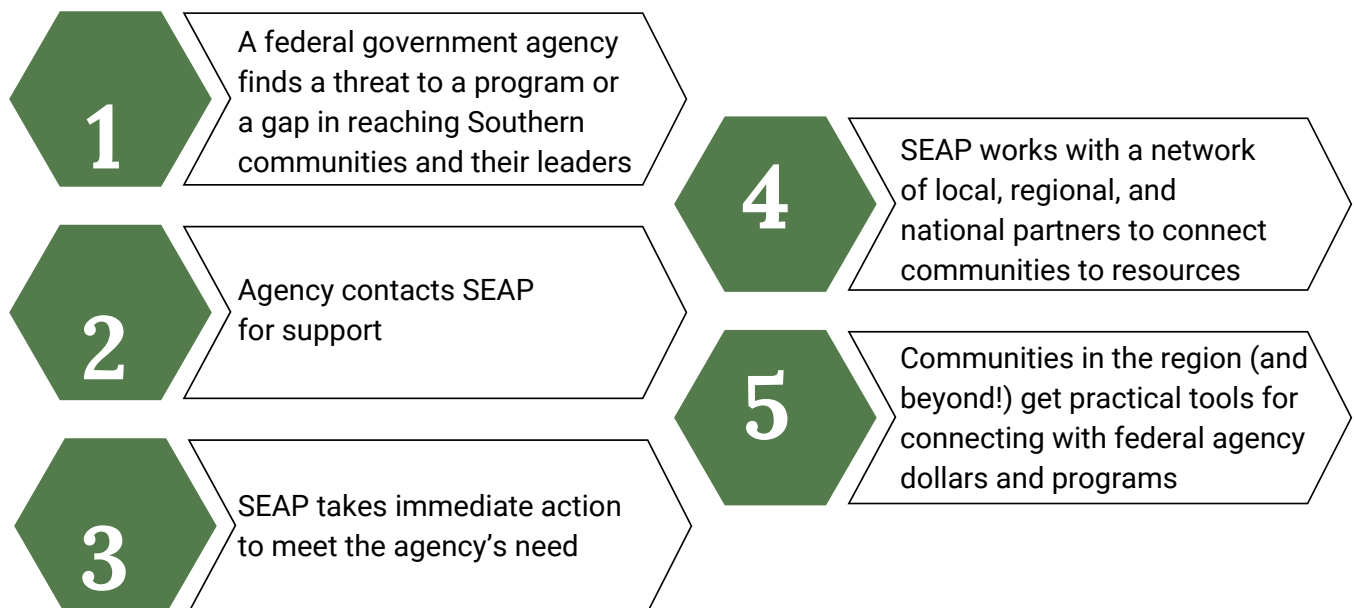 1
A federal government agency
finds a threat to a program or
a gap in reaching Southern
communities and their leaders
2
Agency contacts SEAP
for support
3
SEAP takes immediate action
to meet the agency’s need
4
SEAP works with a network
of local, regional, and
national partners to connect
communities to resources
5
Communities in the region (and
beyond!) get practical tools for
connecting with federal agency
dollars and programs